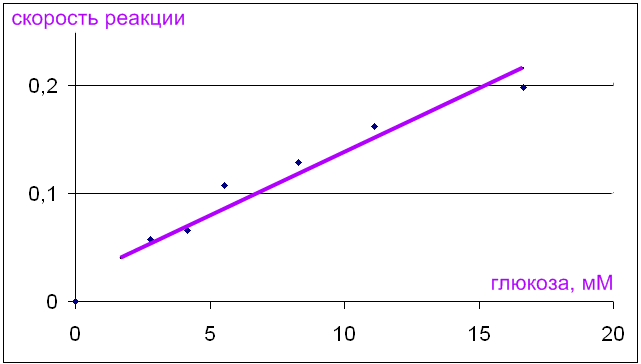 скорость реакции
0,2
0,1
0
глюкоза, мМ
0 5 10 15 20